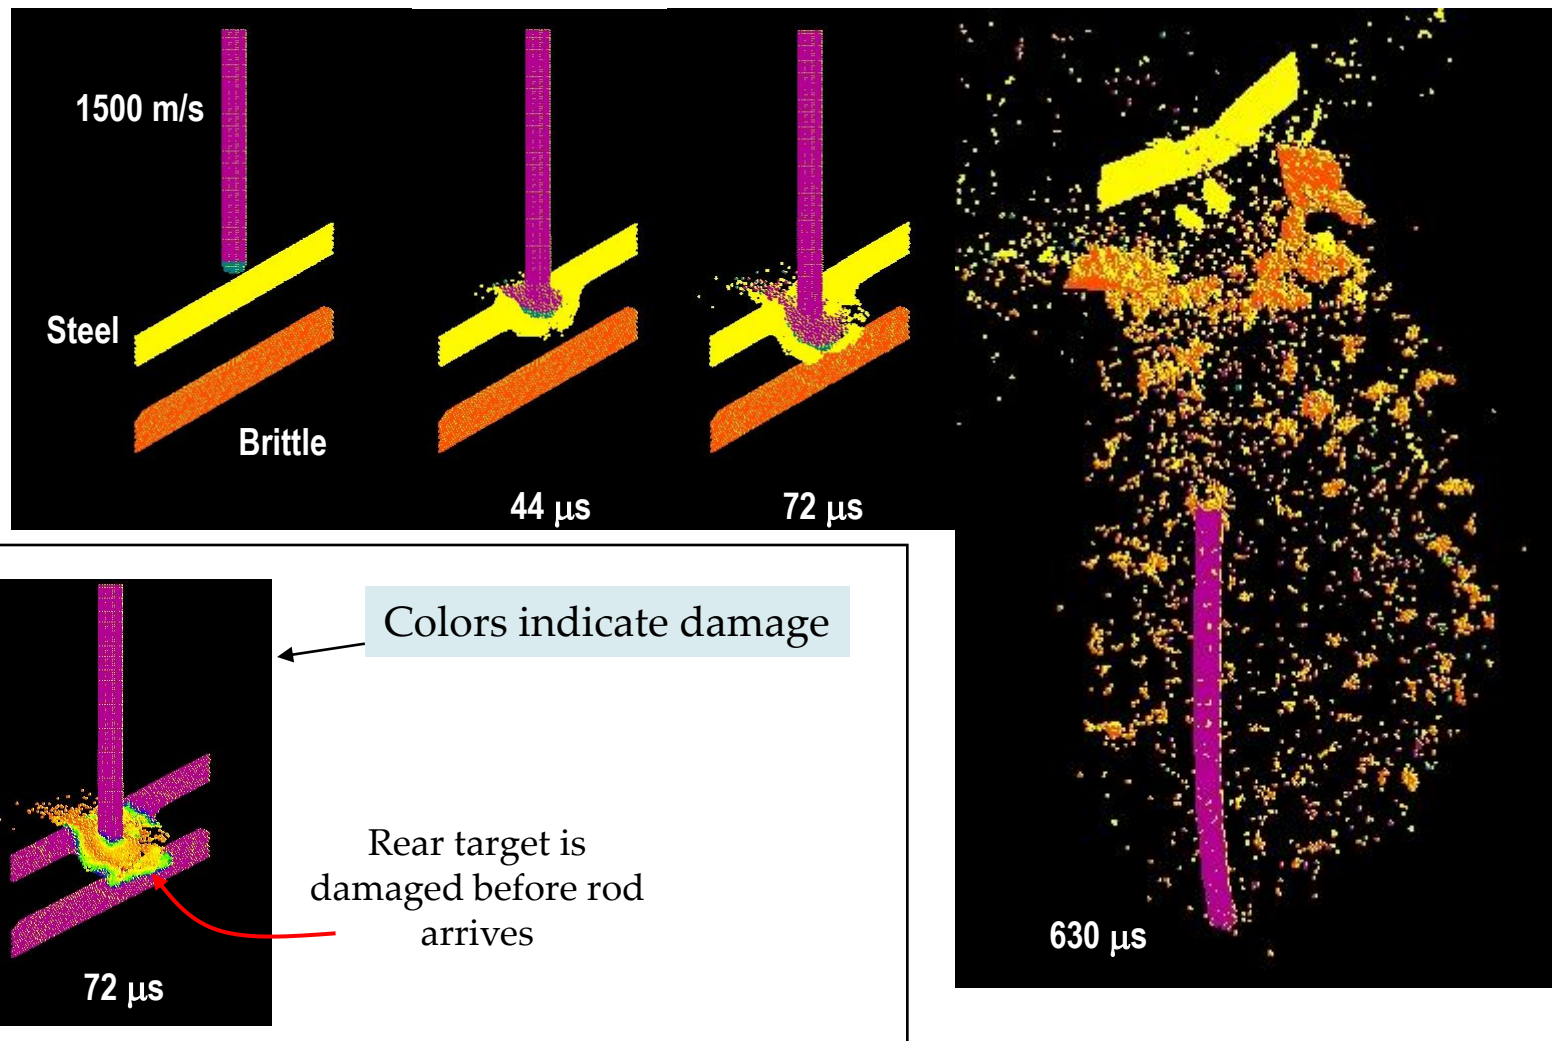 1500 m/s
Steel
Brittle
44 μs
72 μs
630 μs
Colors indicate damage
Rear target is
damaged before rod
arrives
72 μs